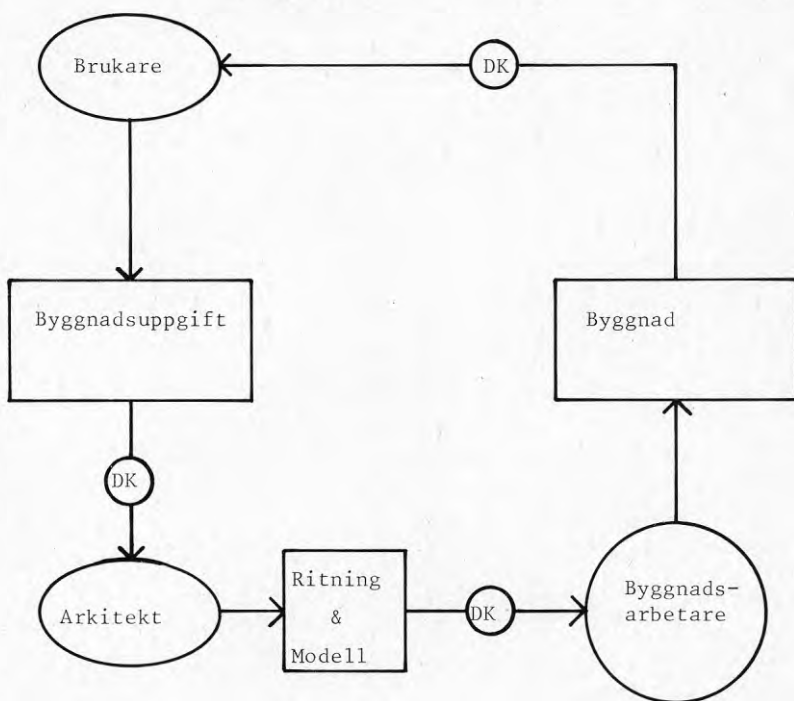 Brukare
DK
Byggnadsuppgift
Byggnad
DK
Arkitekt
Ritning
&
Modell
DK
Byggnads-
arbetare